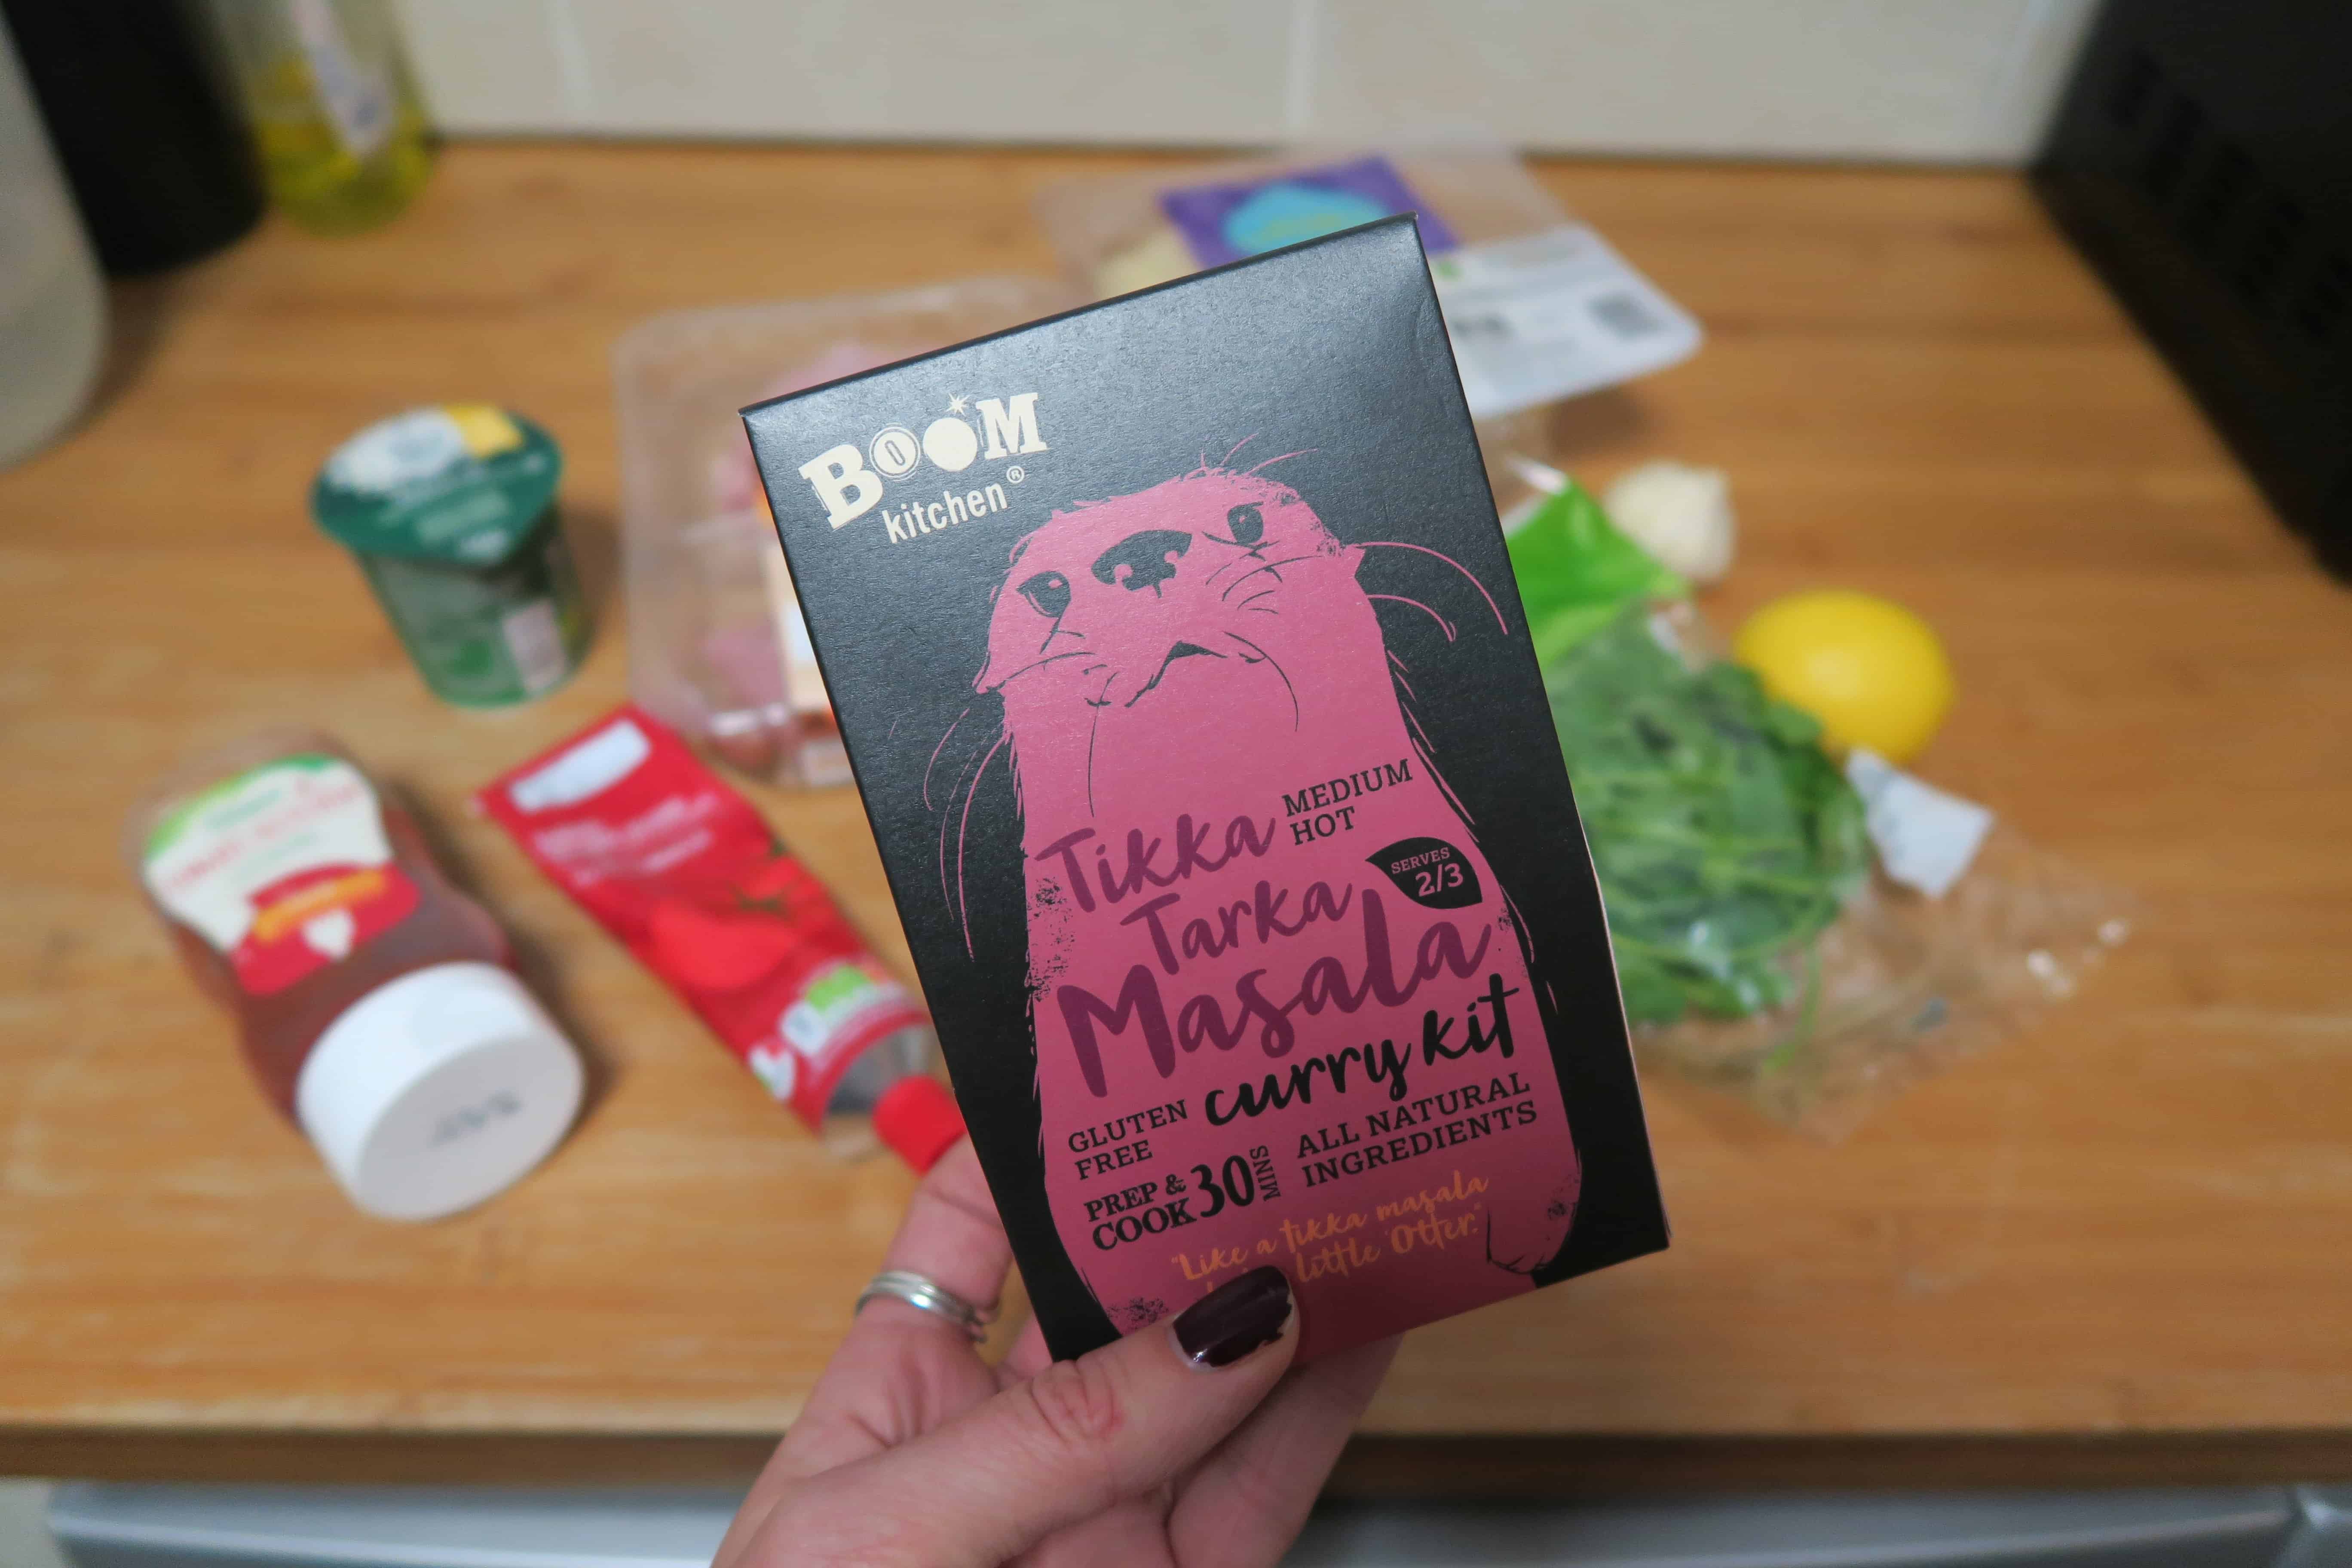 BOOM
kitchen®
Tikka
MEDIUM
HOT
Tarka
SERVES
2/3
Masala
curry kit
GLUTEN
FREE
ALL NATURAL
INGREDIENTS
PREP &
COOK 30 MINS
"Like a tikka masala
little 'Otter'."